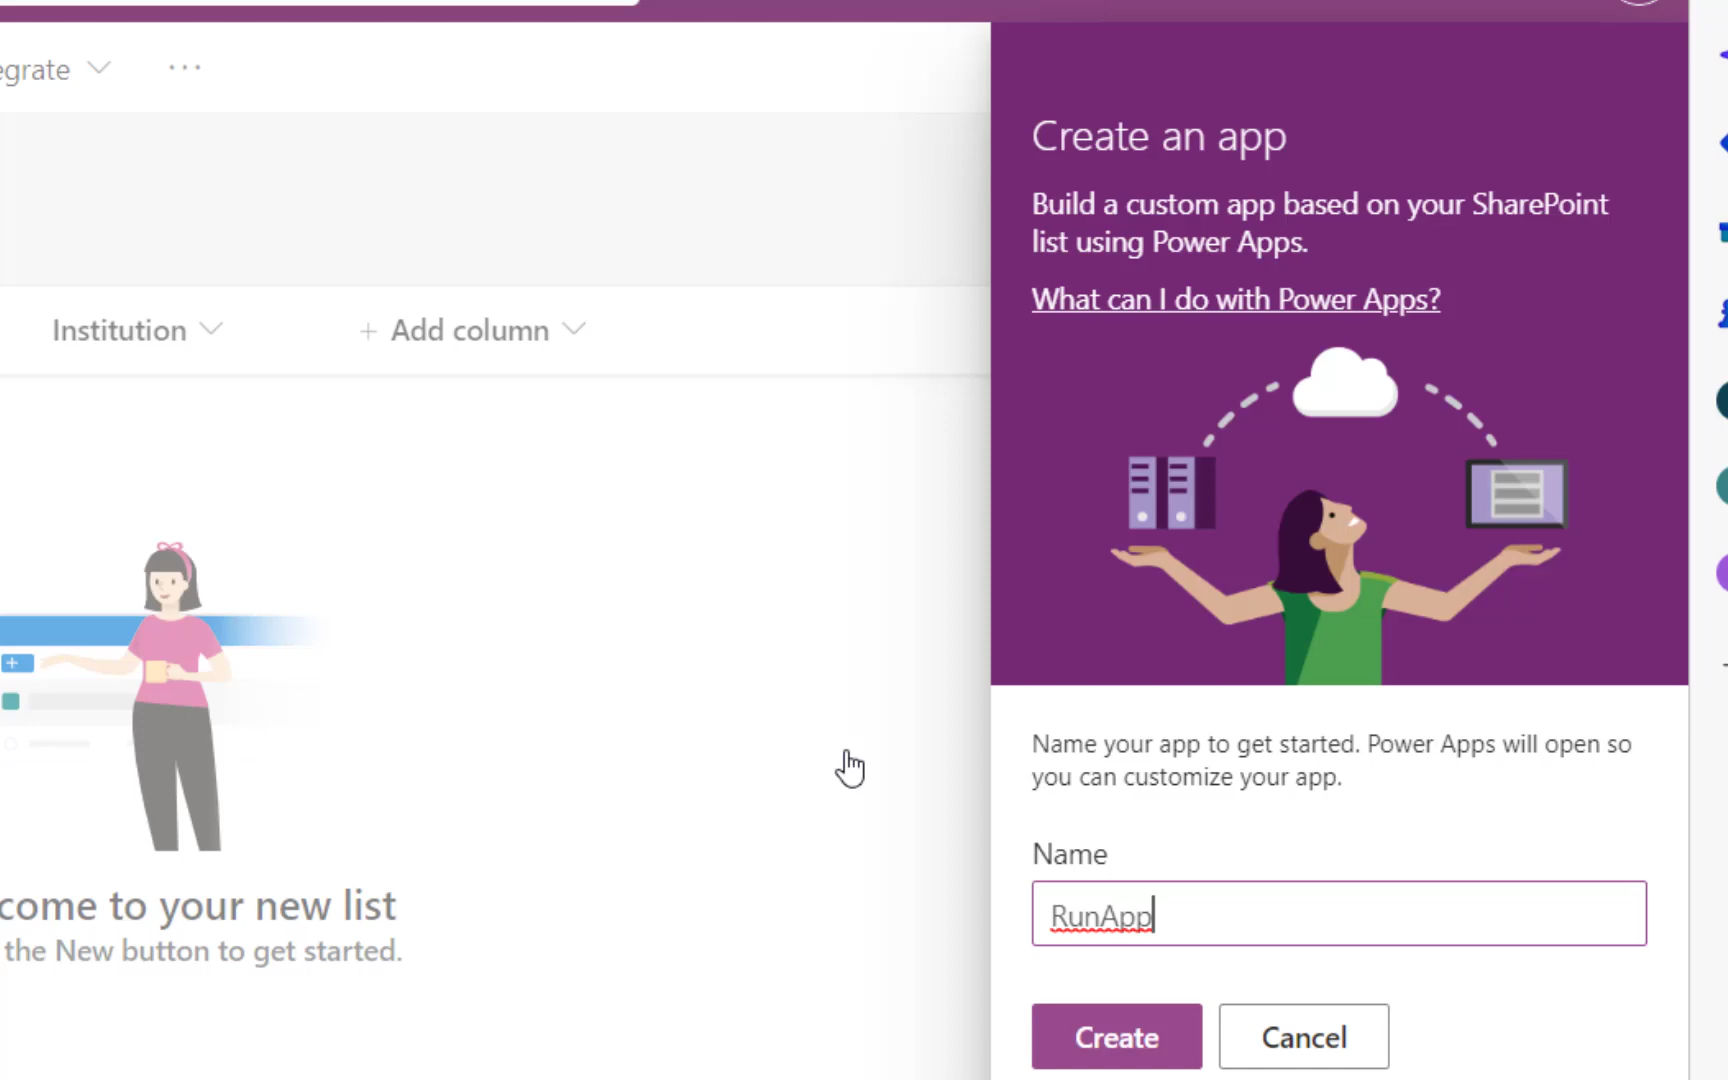 egrate
...
Institution
+ Add column
come to your new list
the New button to get started.
Create an app
Build a custom app based on your SharePoint
list using Power Apps.
What can I do with Power Apps?
Name your app to get started. Power Apps will open so
you can customize your app.
Name
RunApp
Create
Cancel